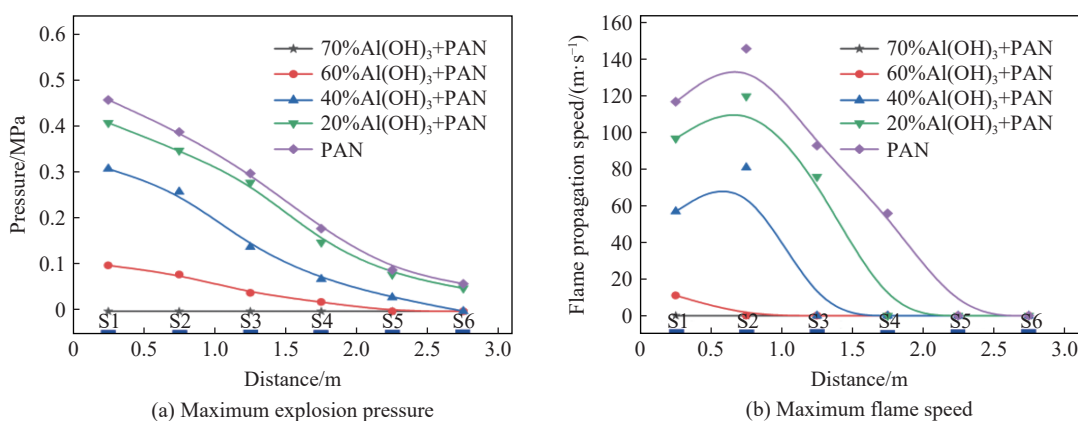 0.6
0.5
0.4
0.3
0.2
0.1
0
Pressure/MPa
70%Al(OH)₃+PAN
60%Al(OH)₃+PAN
40%Al(OH)₃+PAN
20%Al(OH)₃+PAN
PAN
S1 S2 S3 S4 S5 S6
0 0.5 1.0 1.5 2.0 2.5 3.0
Distance/m
(a) Maximum explosion pressure
160
140
120
100
80
60
40
20
0
Flame propagation speed/(m·s⁻¹)
70%Al(OH)₃+PAN
60%Al(OH)₃+PAN
40%Al(OH)₃+PAN
20%Al(OH)₃+PAN
PAN
S1 S2 S3 S4 S5 S6
0 0.5 1.0 1.5 2.0 2.5 3.0
Distance/m
(b) Maximum flame speed